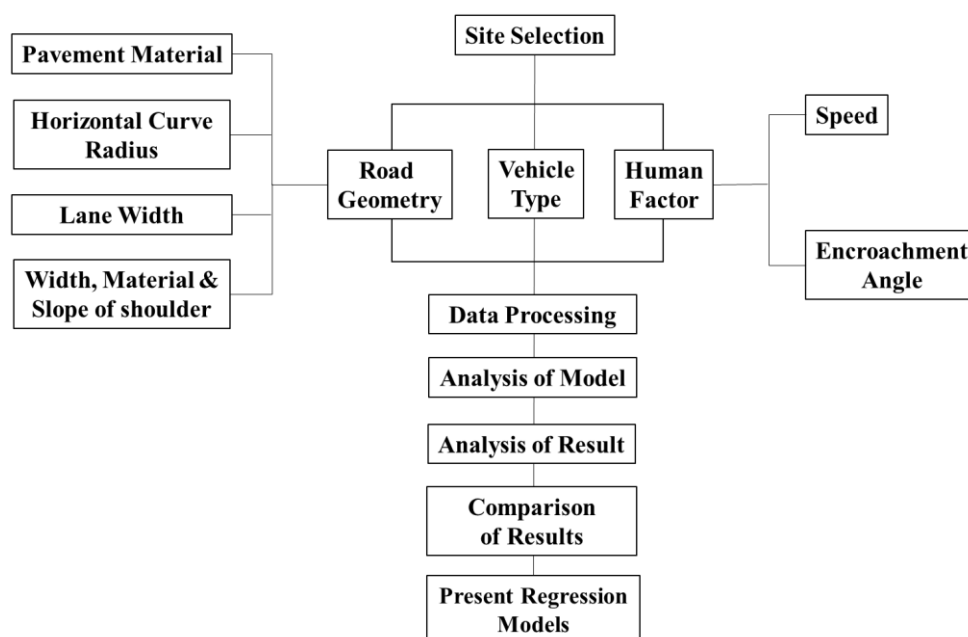 Site Selection
Pavement Material
Horizontal Curve
Radius
Lane Width
Width, Material &
Slope of shoulder
Road
Geometry
Vehicle
Type
Human
Factor
Speed
Encroachment
Angle
Data Processing
Analysis of Model
Analysis of Result
Comparison
of Results
Present Regression
Models